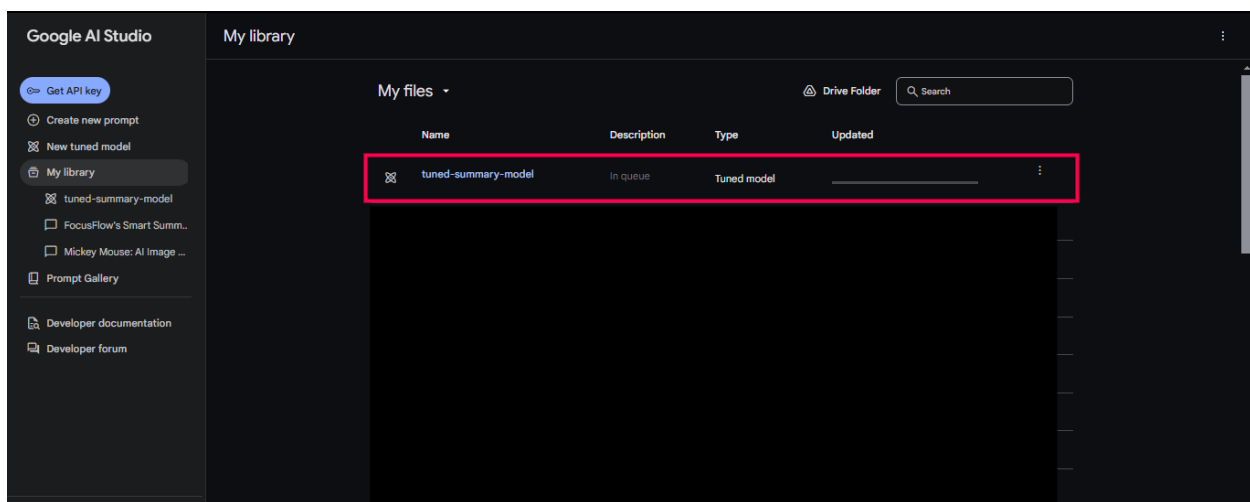 Google AI Studio
My library
Get API key
Create new prompt
New tuned model
My library
tuned-summary-model
FocusFlow's Smart Summ..
Mickey Mouse: AI Image ...
Prompt Gallery
Developer documentation
Developer forum
My files
Drive Folder
Search
Name Description Type Updated
tuned-summary-model In queue Tuned model